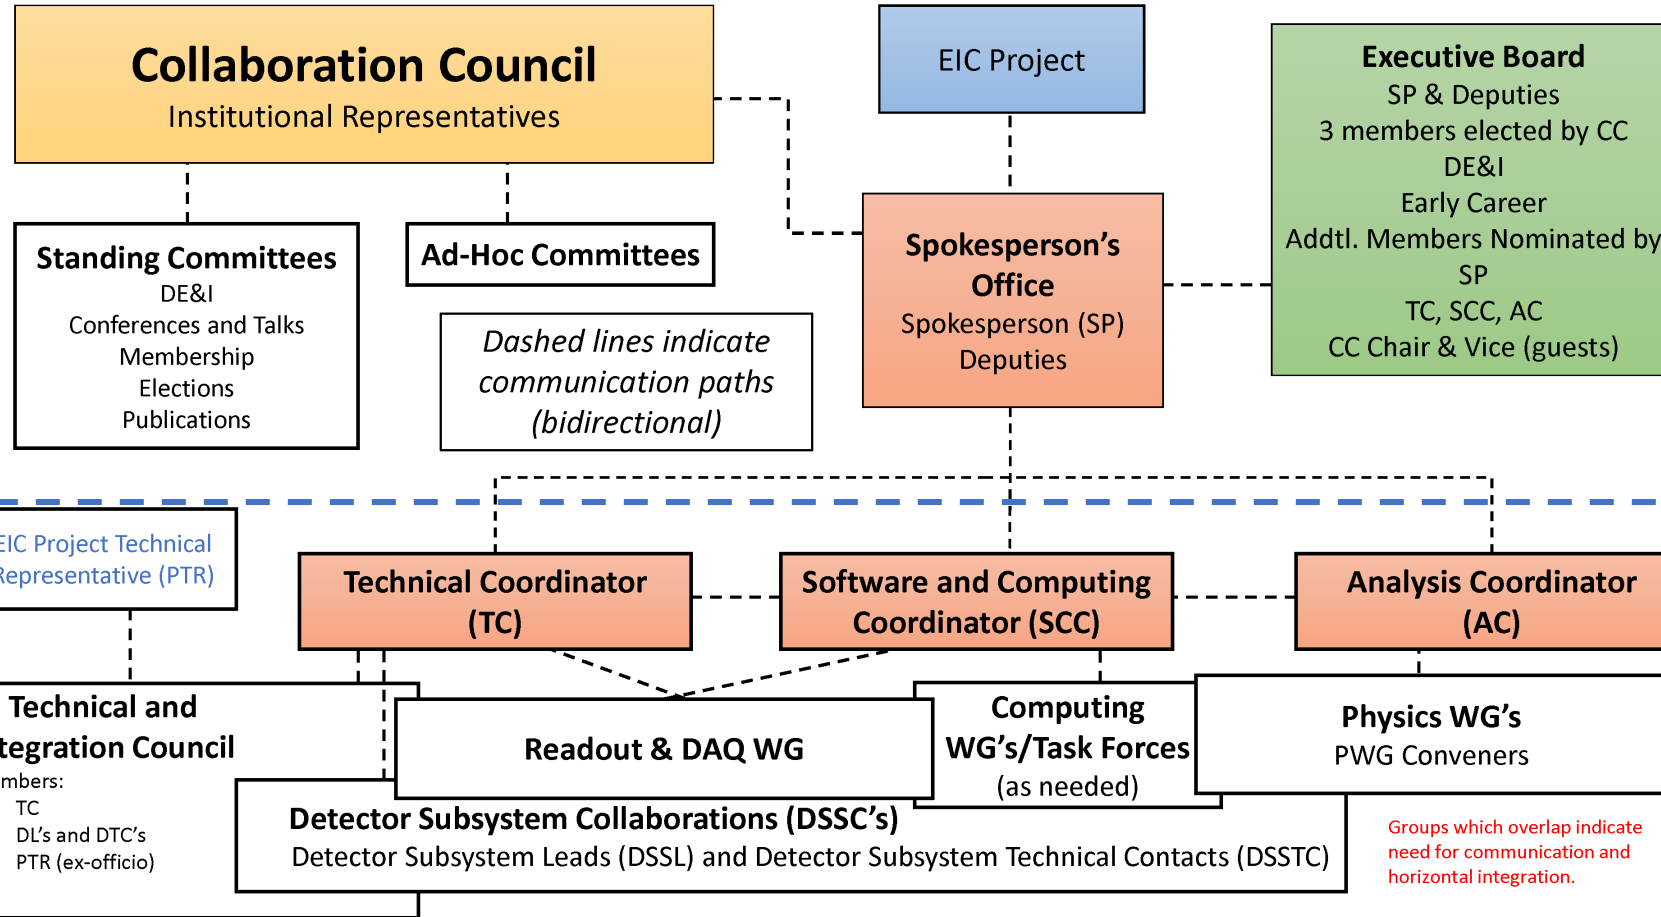 Collaboration Council
Institutional Representatives
EIC Project
Executive Board
SP & Deputies
3 members elected by CC
DE&I
Early Career
Addtl. Members Nominated by
SP
TC, SCC, AC
CC Chair & Vice (guests)
Standing Committees
DE&I
Conferences and Talks
Membership
Elections
Publications
Ad-Hoc Committees
Dashed lines indicate
communication paths
(bidirectional)
Spokesperson’s
Office
Spokesperson (SP)
Deputies
EIC Project Technical
Representative (PTR)
Technical Coordinator
(TC)
Software and Computing
Coordinator (SCC)
Analysis Coordinator
(AC)
Technical and
tegration Council
mbers:
TC
DL’s and DTC’s
PTR (ex-officio)
Readout & DAQ WG
Computing
WG’s/Task Forces
(as needed)
Physics WG’s
PWG Conveners
Detector Subsystem Collaborations (DSSC’s)
Detector Subsystem Leads (DSSL) and Detector Subsystem Technical Contacts (DSSTC)
Groups which overlap indicate
need for communication and
horizontal integration.